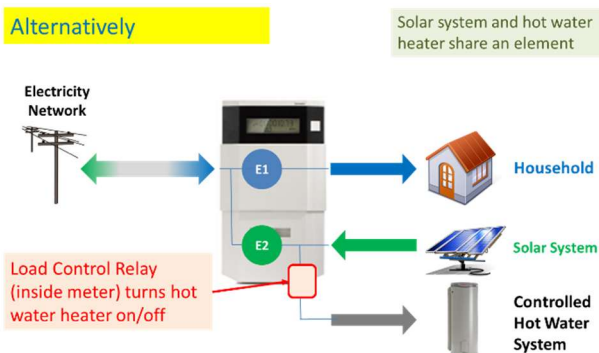 Alternatively
Solar system and hot water
heater share an element
Electricity
Network
E1
Household
E2
Solar System
Load Control Relay
(inside meter) turns hot
water heater on/off
Controlled
Hot Water
System